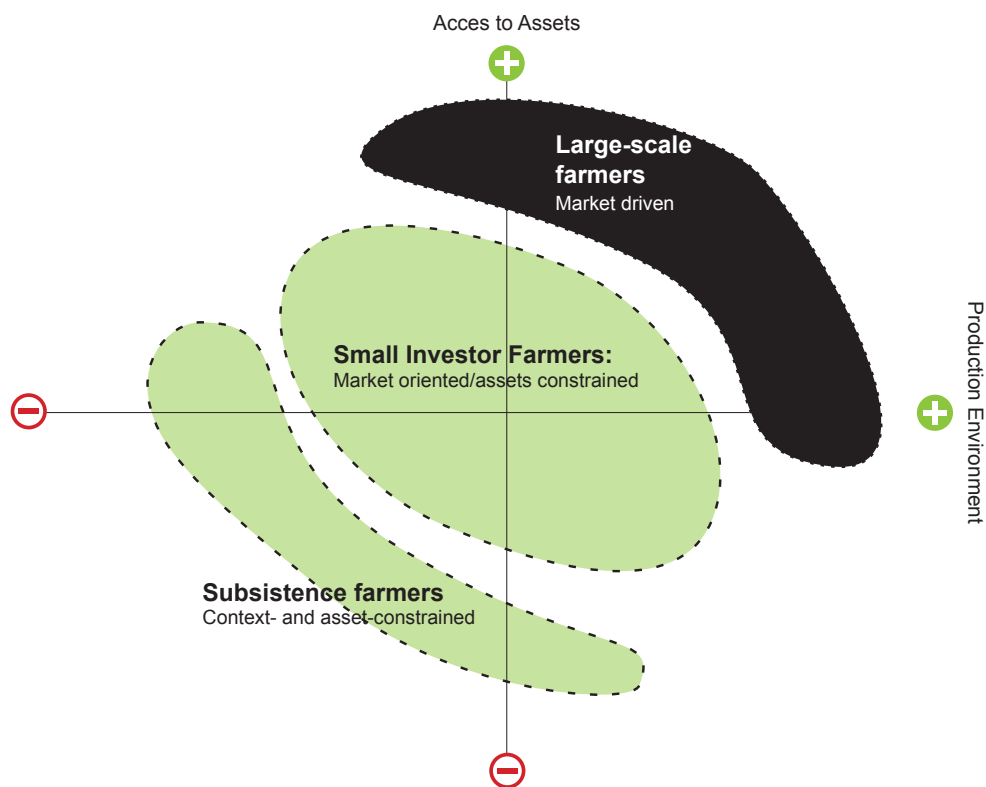 Acces to Assets
Large-scale
farmers
Market driven
Production Environment
Small Investor Farmers:
Market oriented/assets constrained
Subsistence farmers
Context- and asset-constrained